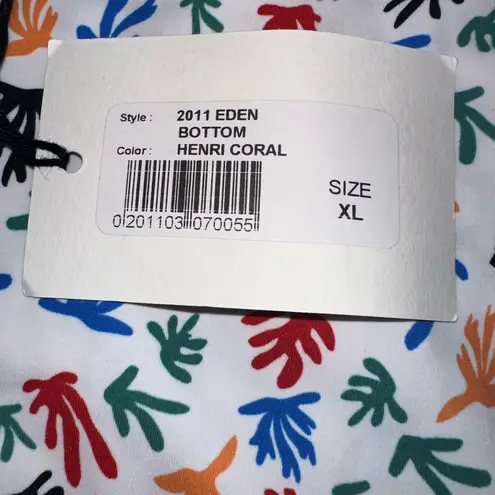 Style : 2011 EDEN
BOTTOM
Color : HENRI CORAL
SIZE
XL
0 201103 070055